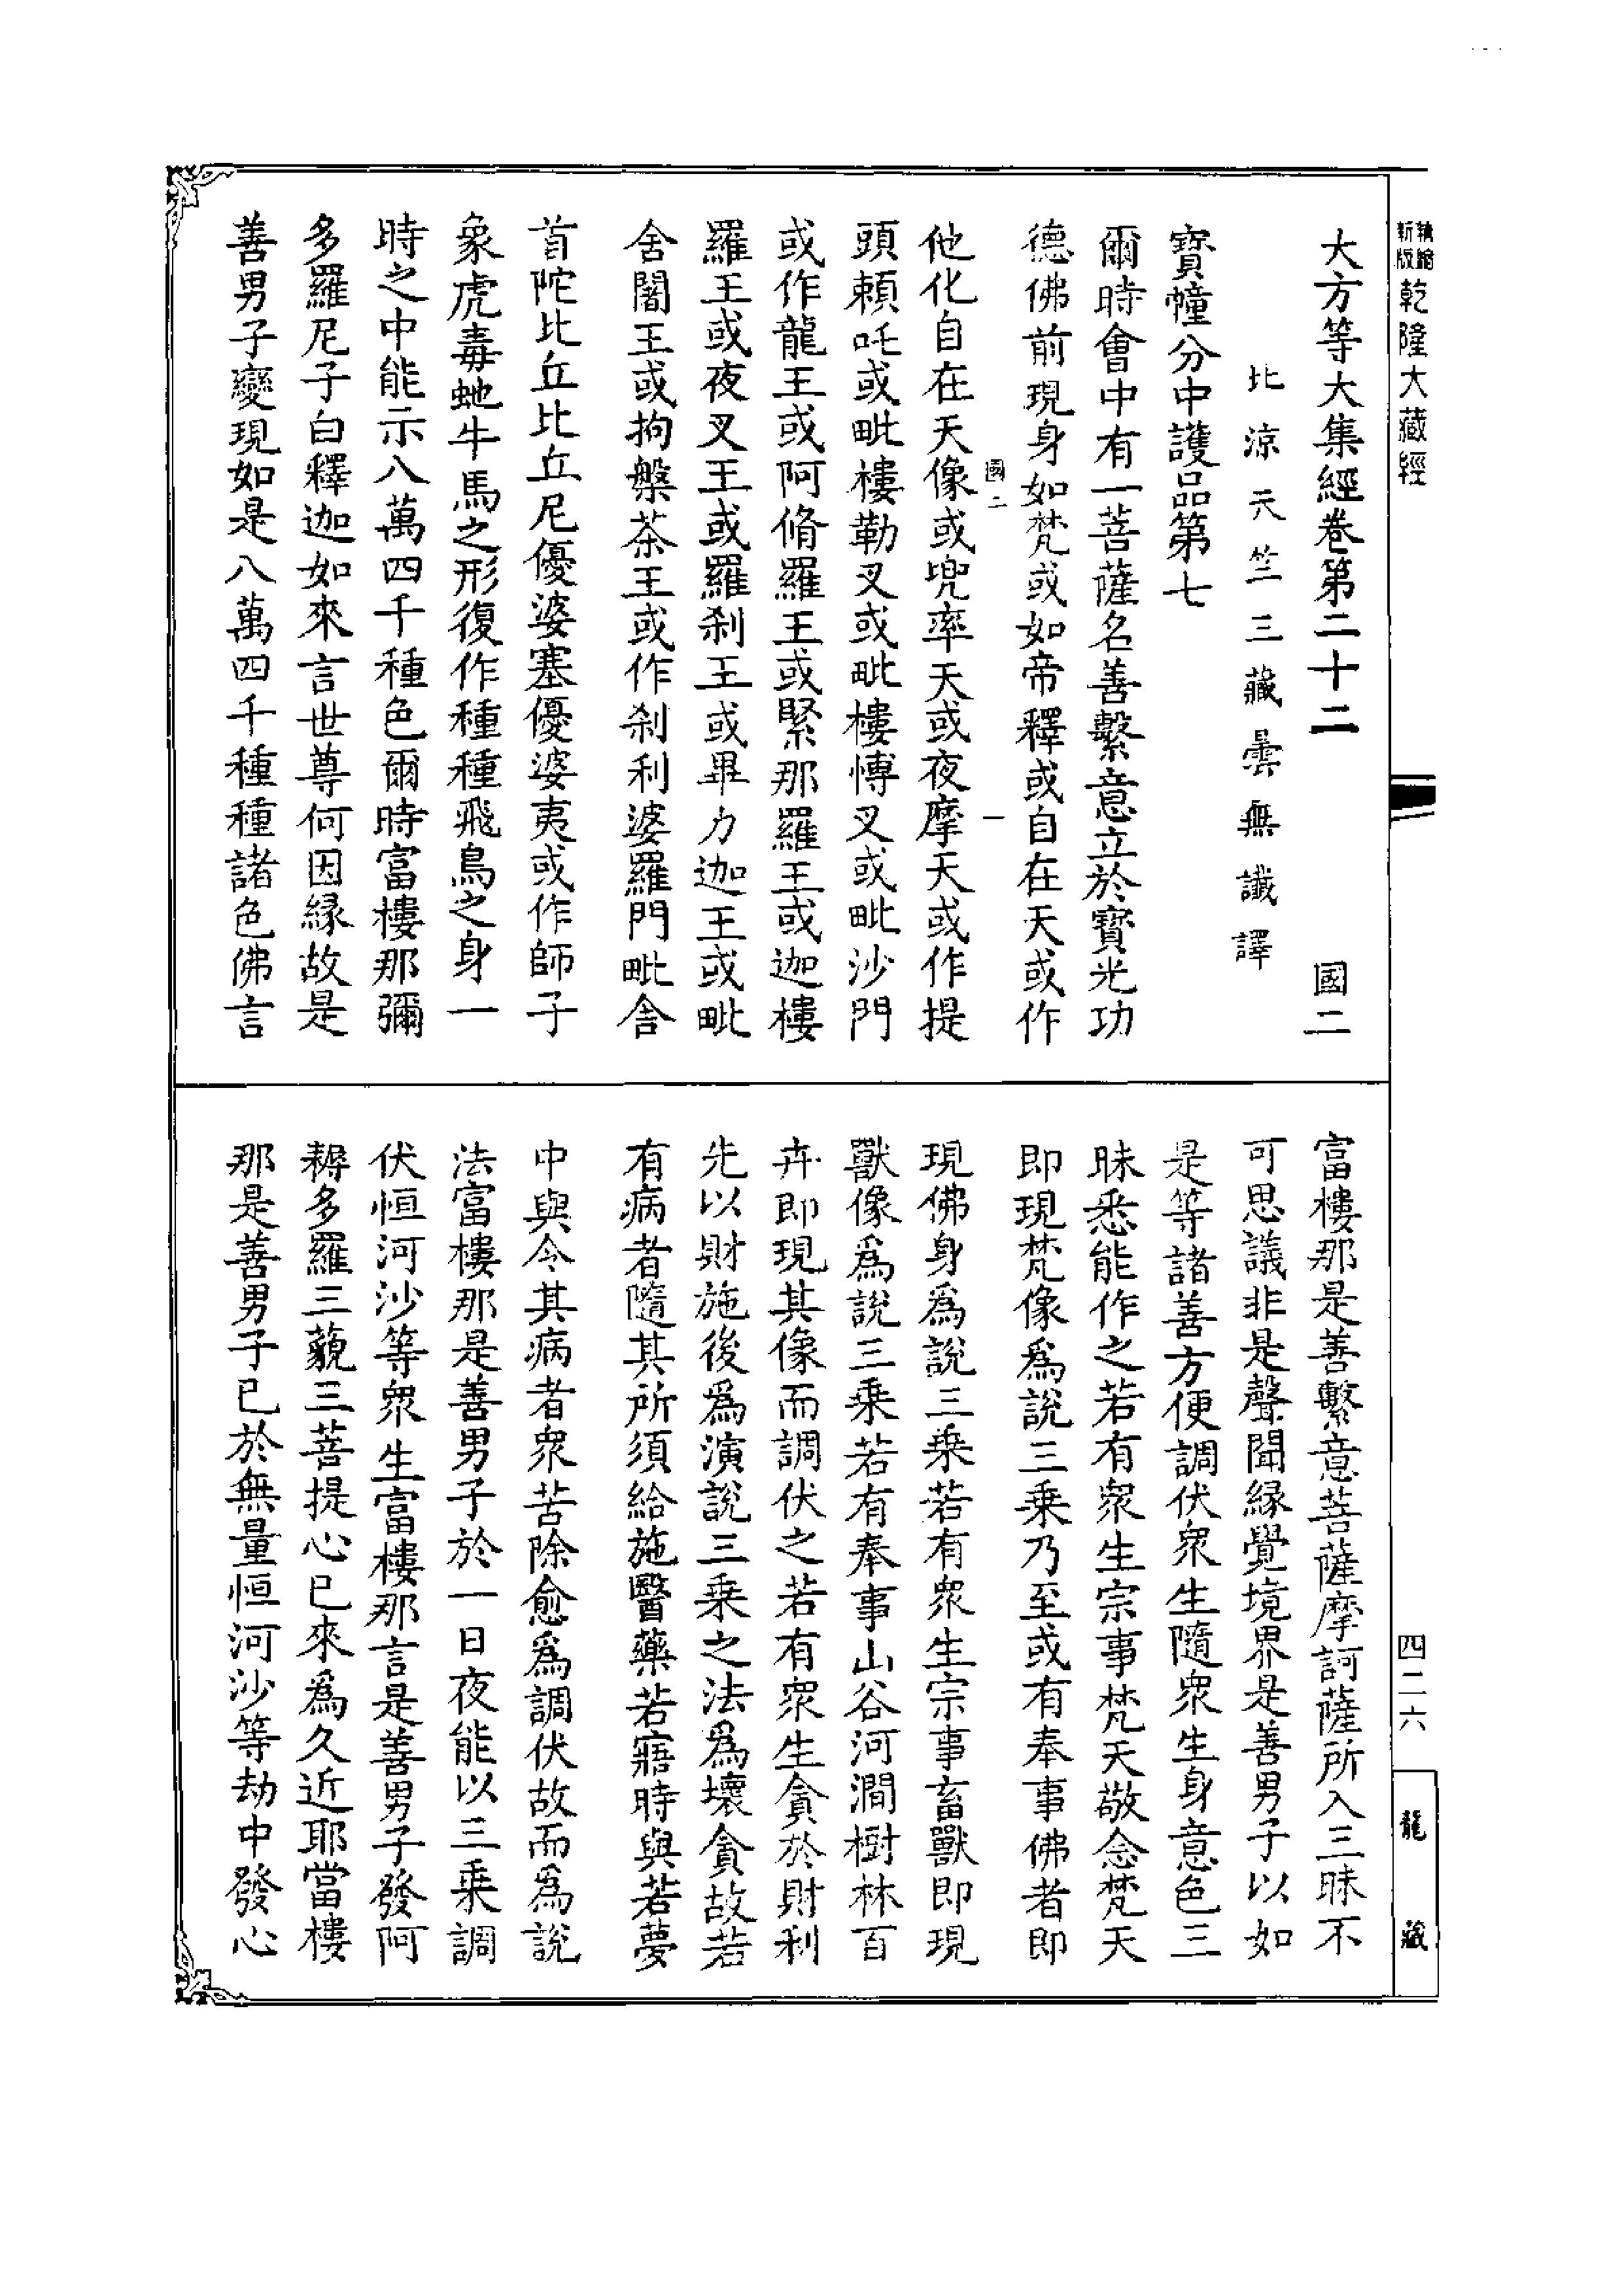 新版
精縮
乾隆大藏經
大方等大集經卷第二十二 國二
北涼天竺三藏曇無讖譯
寶幢分中護品第七
爾時會中有一菩薩名善繫意立於寶光功
德佛前現身如梵或如帝釋或自在天或作
國二 一
他化自在天像或兜率天或夜摩天或作提
頭賴吒或毗樓勒叉或毗樓愽叉或毗沙門
或作龍王或阿脩羅王或緊那羅王或迦樓
羅王或夜叉王或羅刹王或畢力迦王或毗
舍闍王或拘槃茶王或作刹利婆羅門毗舍
首陀比丘比丘尼優婆塞優婆夷或作師子
象虎毒虵牛馬之形復作種種飛鳥之身一
時之中能示八萬四千種色爾時富樓那彌
多羅尼子白釋迦如來言世尊何因緣故是
善男子變現如是八萬四千種種諸色佛言
富樓那是善繫意菩薩摩訶薩所入三昧不
可思議非是聲聞緣覺境界是善男子以如
是等諸善方便調伏衆生隨衆生身意色三
昧悉能作之若有衆生宗事梵天敬念梵天
即現梵像爲說三乗乃至或有奉事佛者即
現佛身爲說三乗若有衆生宗事畜獸即現
獸像爲說三乗若有奉事山谷河澗樹林百
卉即現其像而調伏之若有衆生貪於財利
先以財施後爲演說三乗之法爲壞貪故若
有病者隨其所須給施醫藥若寤時與若夢
中與令其病者衆苦除愈爲調伏故而爲說
法富樓那是善男子於一日夜能以三乗調
伏恒河沙等衆生富樓那言是善男子發阿
耨多羅三藐三菩提心已來爲久近耶當樓
那是善男子已於無量恒河沙等劫中發心
四二六
龍藏